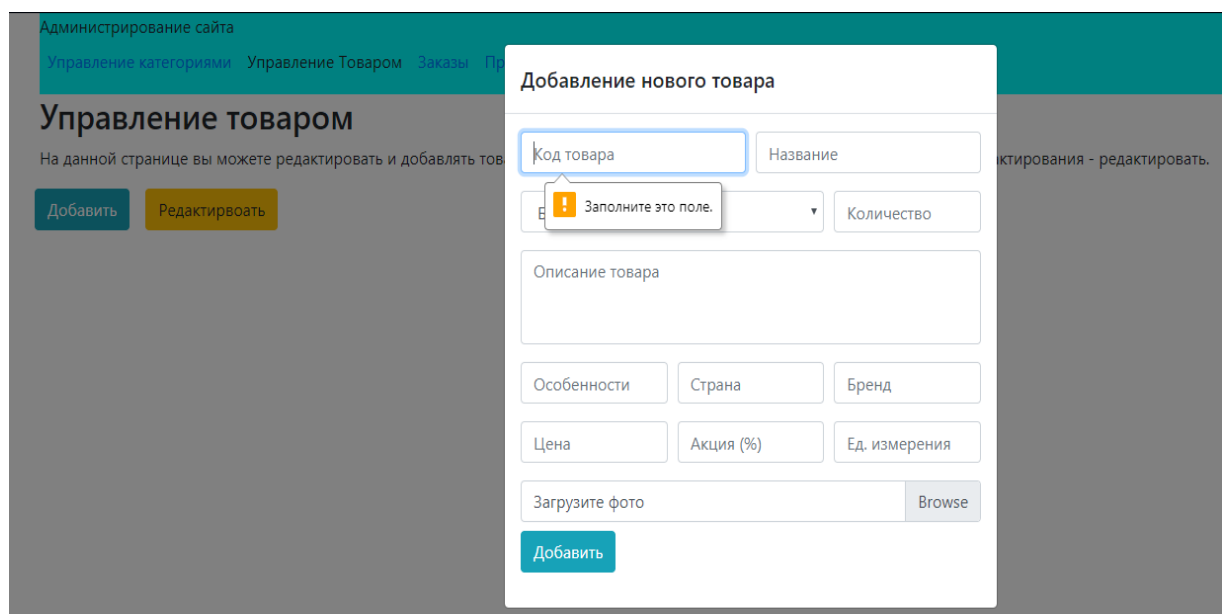 Администрирование сайта
Управление категориями Управление Товаром Заказы
Управление товаром
На данной странице вы можете редактировать и добавлять
редактировать.
Добавить Редактирвоать
Добавление нового товара
Код товара Название
Заполните это поле.
Количество
Описание товара
Особенности Страна Бренд
Цена Акция (%) Ед. измерения
Загрузите фото Browse
Добавить